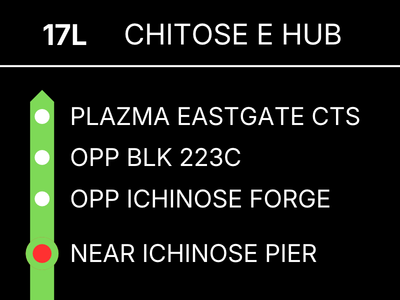 17L CHITOSE E HUB
PLAZMA EASTGATE CTS
OPP BLK 223C
OPP ICHINOSE FORGE
NEAR ICHINOSE PIER